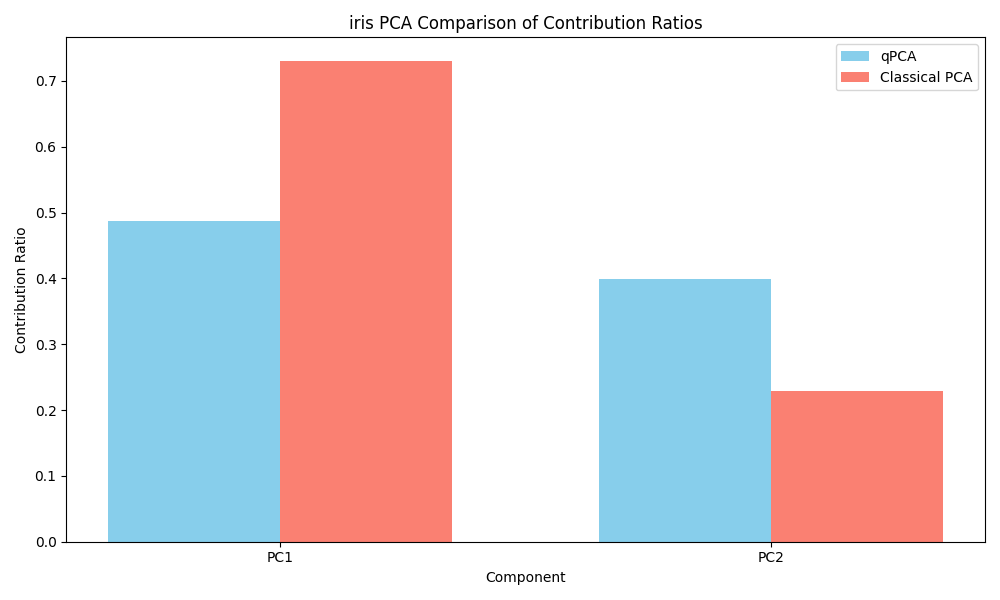 iris PCA Comparison of Contribution Ratios
qPCA
Classical PCA
Contribution Ratio
0.7
0.6
0.5
0.4
0.3
0.2
0.1
0.0
PC1 PC2
Component